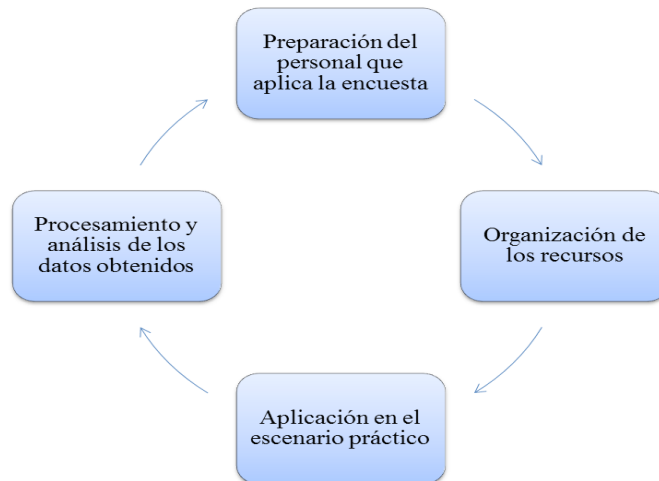 Preparación del
personal que
aplica la encuesta
Organización de
los recursos
Aplicación en el
escenario práctico
Procesamiento y
análisis de los
datos obtenidos